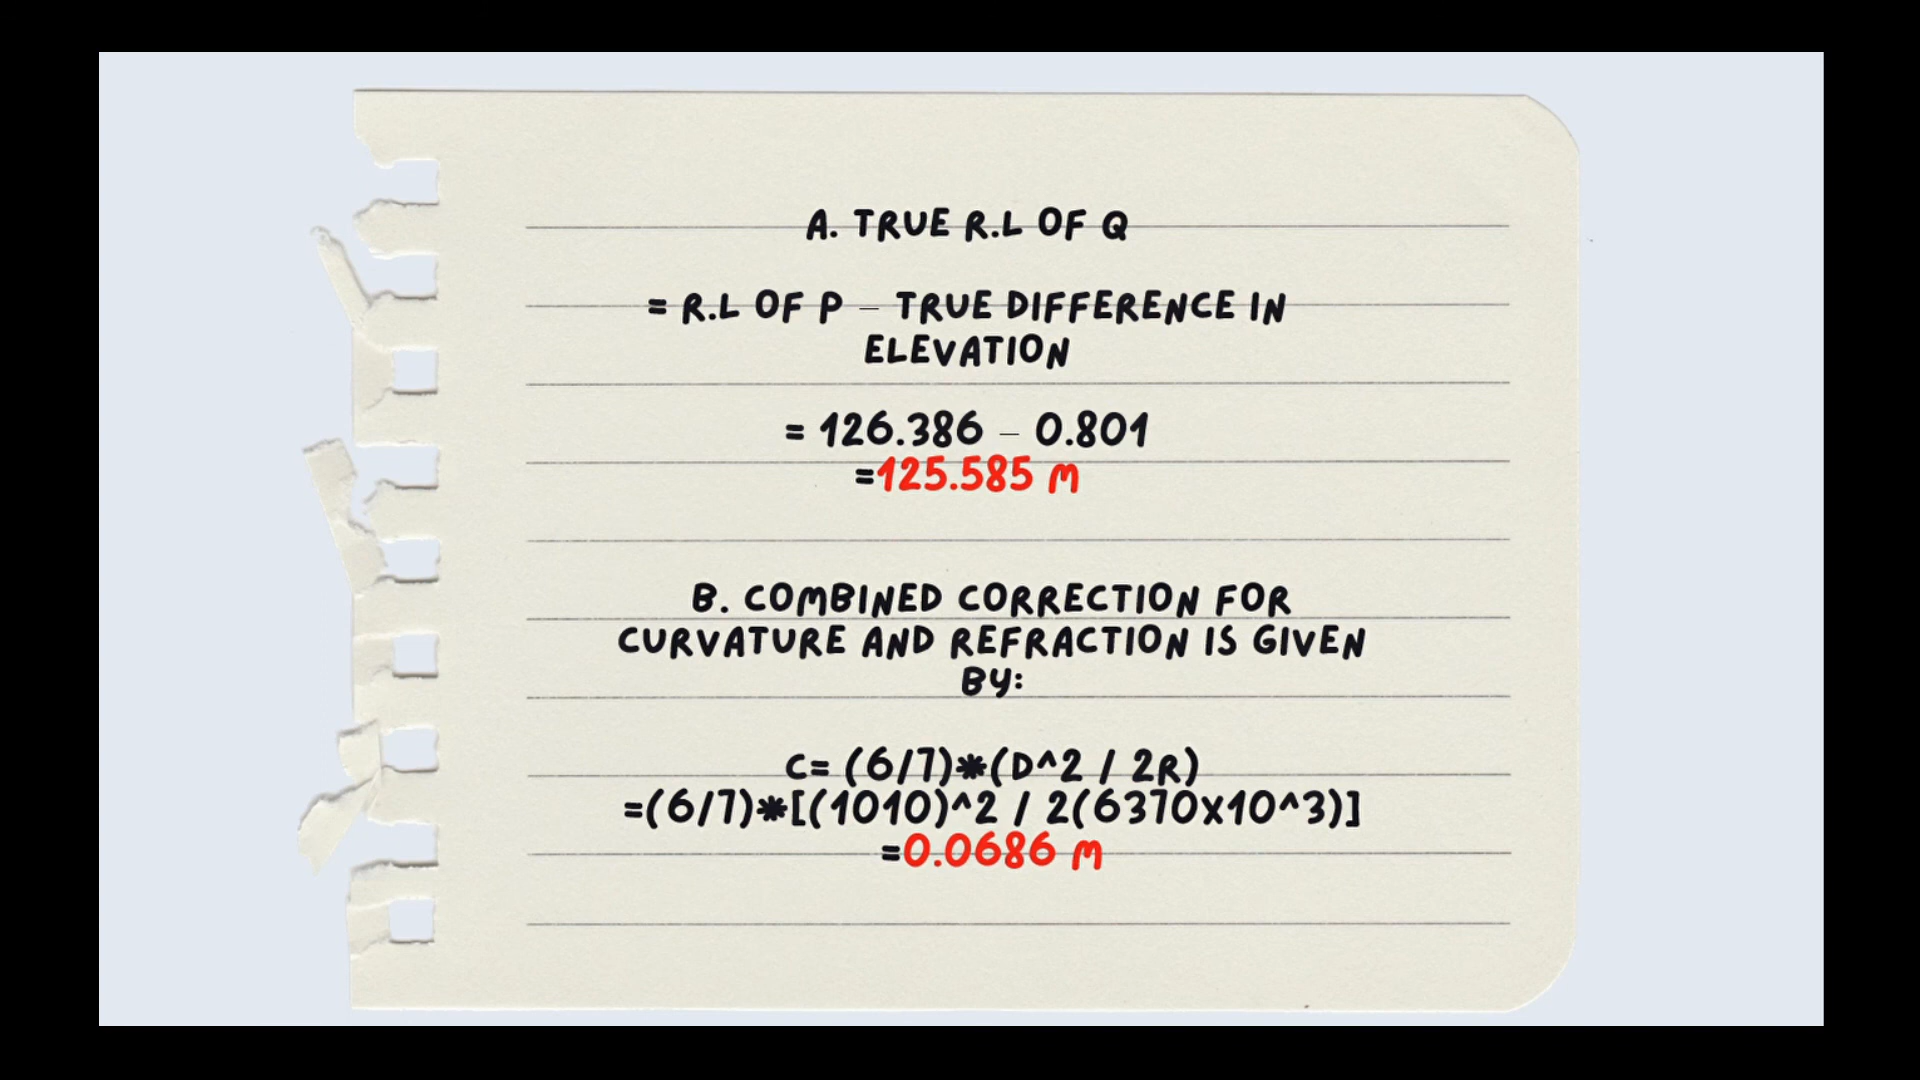 A. TRUE R.L OF Q
= R.L OF P – TRUE DIFFERENCE IN
ELEVATION
= 126.386 – 0.801
=125.585 M
B. COMBINED CORRECTION FOR
CURVATURE AND REFRACTION IS GIVEN
BY:
C= (6/7)*(D^2 / 2R)
=(6/7)*[(1010)^2 / 2(6370X10^3)]
=0.0686 M